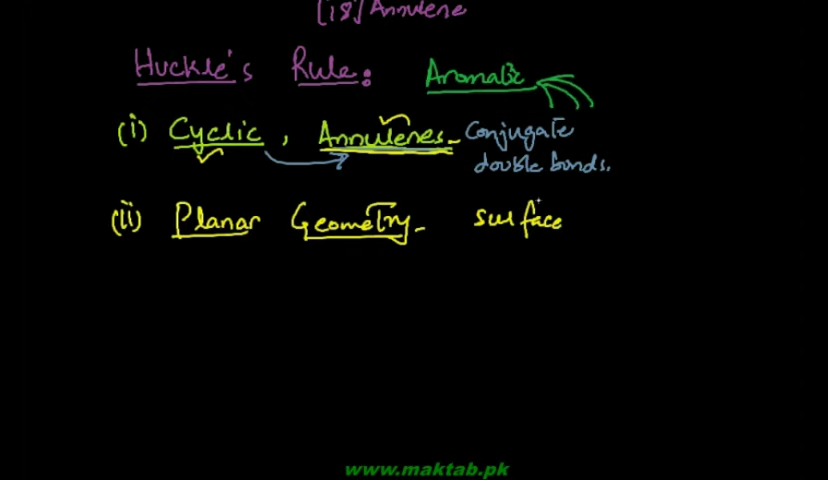 [18] Annulene
Huckle's Rule: Aromatic
(i) Cyclic, Annulenes- Conjugate
double bonds.
(ii) Planar Geometry- surface
www.maktab.pk